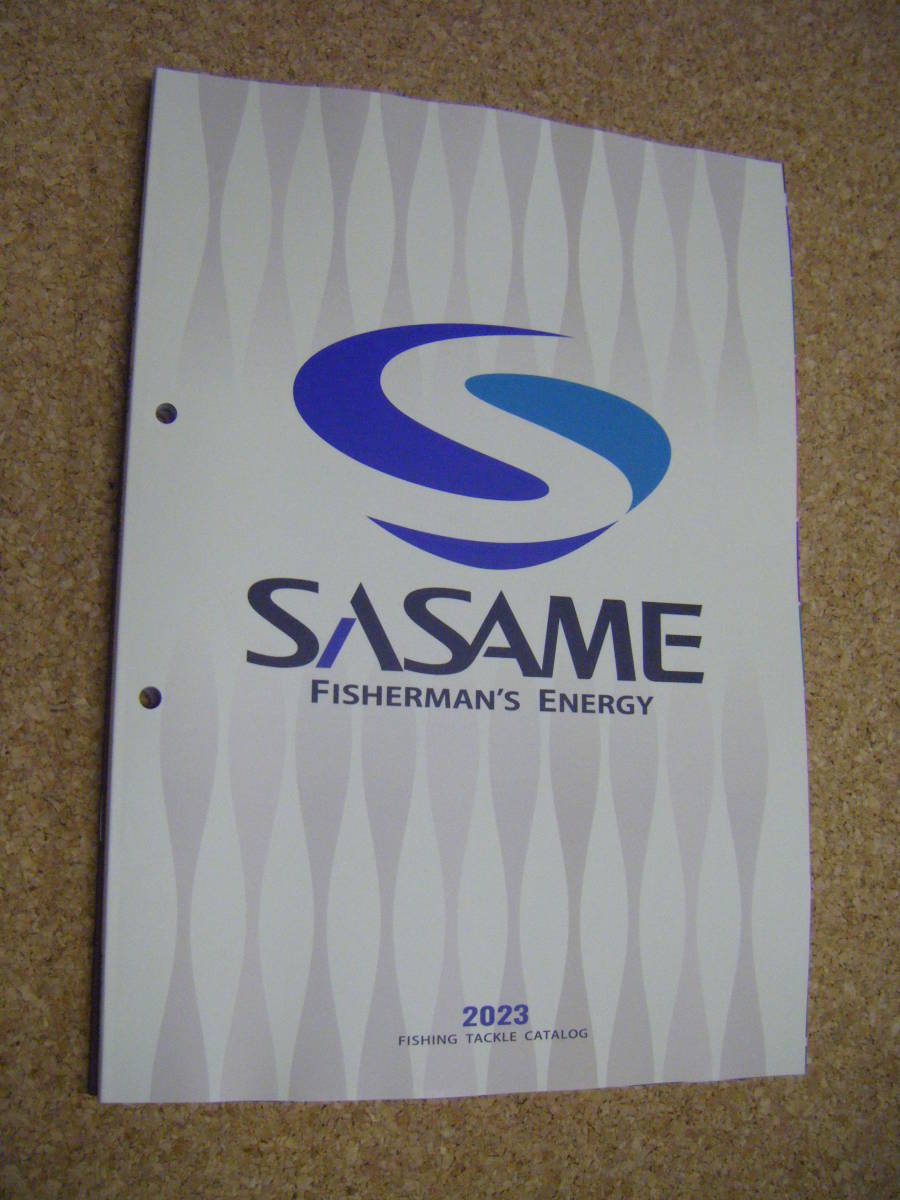 SASAME
FISHERMAN'S ENERGY
2023
FISHING TACKLE CATALOG